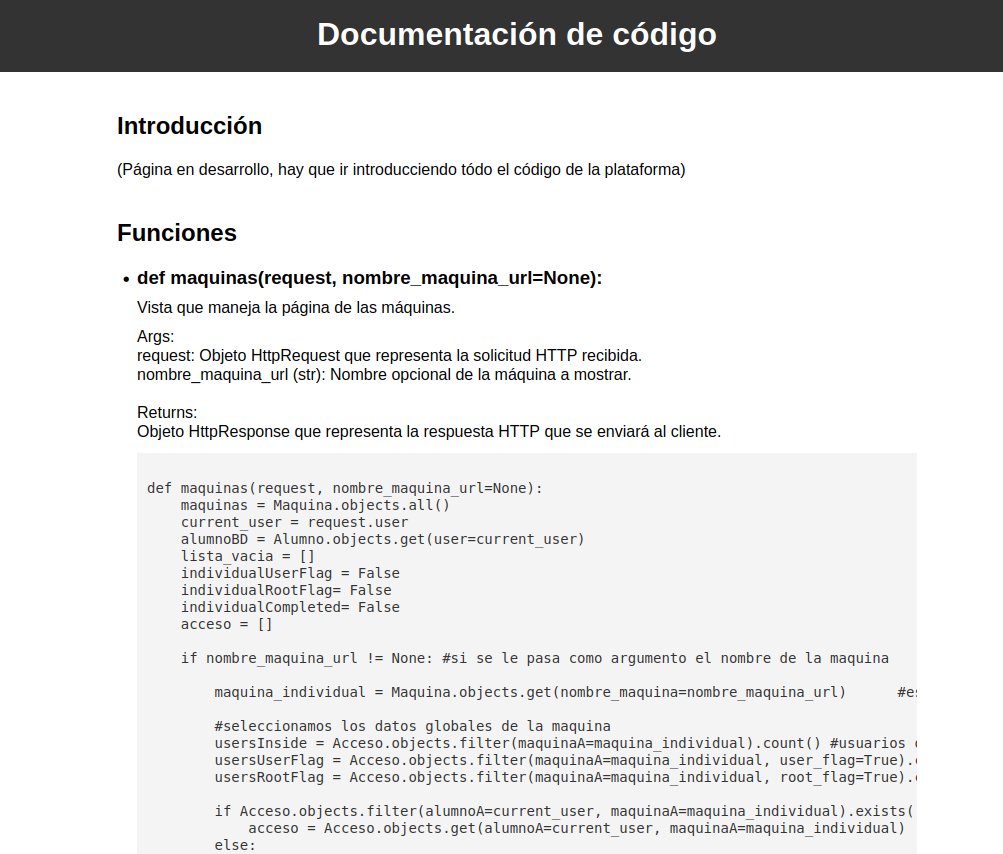 Documentación de código
Introducción
(Página en desarrollo, hay que ir introducciendo tódo el código de la plataforma)
Funciones
• def maquinas(request, nombre_maquina_url=None):
Vista que maneja la página de las máquinas.
Args:
request: Objeto HttpRequest que representa la solicitud HTTP recibida.
nombre_maquina_url (str): Nombre opcional de la máquina a mostrar.
Returns:
Objeto HttpResponse que representa la respuesta HTTP que se enviará al cliente.
def maquinas(request, nombre_maquina_url=None):
    maquinas = Maquina.objects.all()
    current_user = request.user
    alumnoBD = Alumno.objects.get(user=current_user)
    lista_vacia = []
    individualUserFlag = False
    individualRootFlag= False
    individualCompleted= False
    acceso = []
    if nombre_maquina_url != None: #si se le pasa como argumento el nombre de la maquina
        maquina_individual = Maquina.objects.get(nombre_maquina=nombre_maquina_url)      #
        #seleccionamos los datos globales de la maquina
        usersInside = Acceso.objects.filter(maquinaA=maquina_individual).count() #usuarios
        usersUserFlag = Acceso.objects.filter(maquinaA=maquina_individual, user_flag=True).
        usersRootFlag = Acceso.objects.filter(maquinaA=maquina_individual, root_flag=True).
        if Acceso.objects.filter(alumnoA=current_user, maquinaA=maquina_individual).exists(
            acceso = Acceso.objects.get(alumnoA=current_user, maquinaA=maquina_individual)
        else: